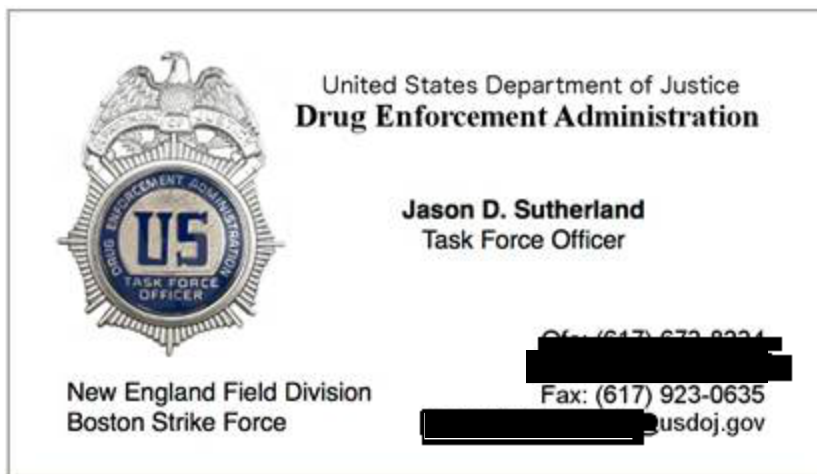 United States Department of Justice
Drug Enforcement Administration
DRUG ENFORCEMENT ADMINISTRATION
US
TASK FORCE
OFFICER
Jason D. Sutherland
Task Force Officer
New England Field Division
Boston Strike Force
Fax: (617) 923-0635
usdoj.gov